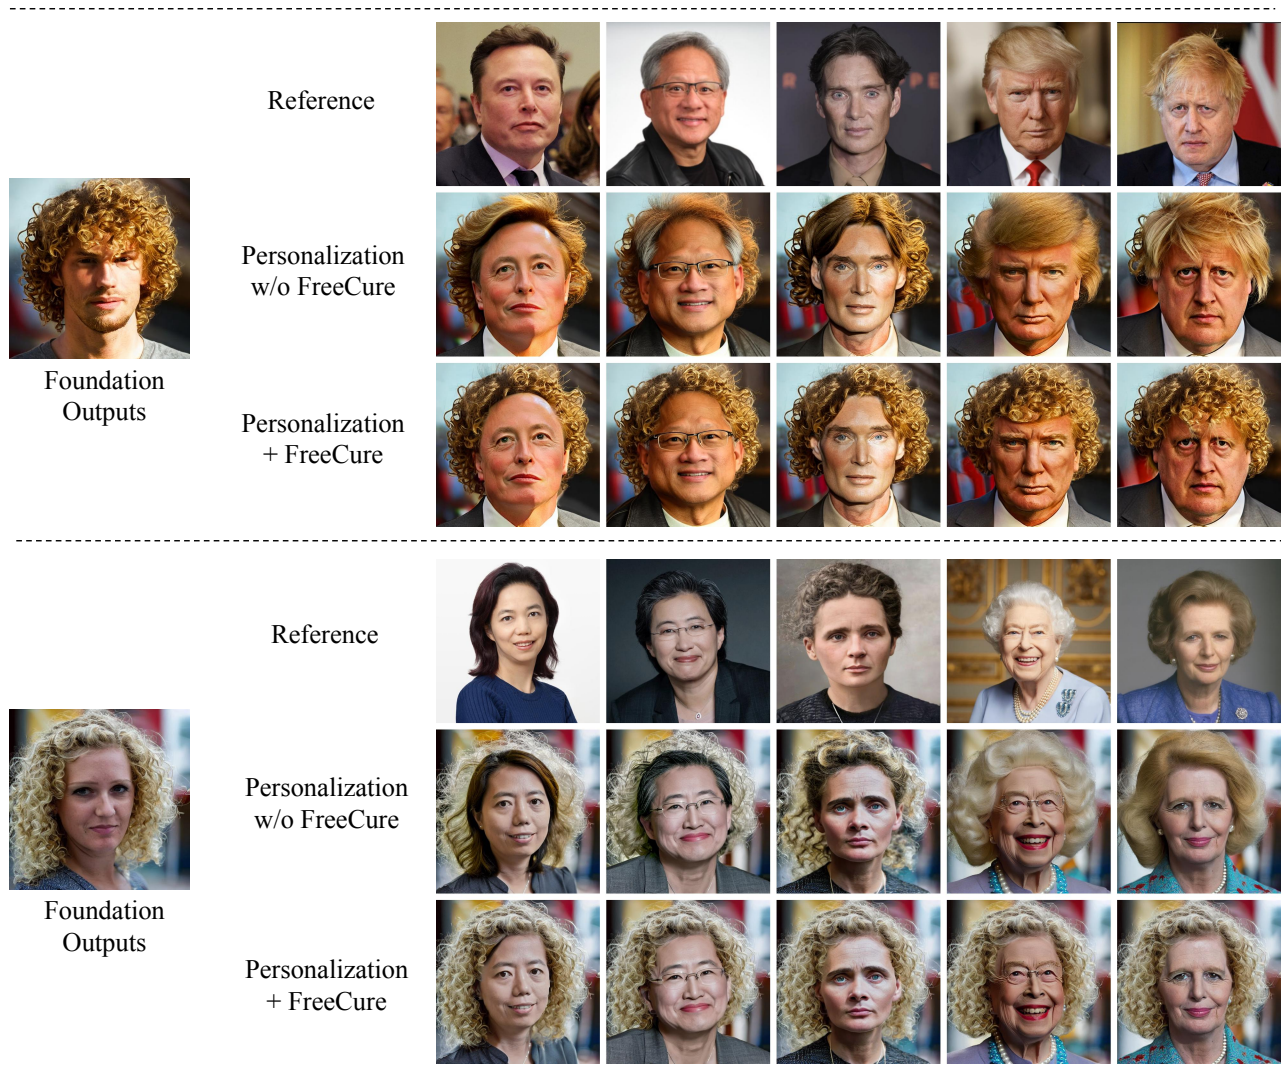 Reference
Personalization
w/o FreeCure
Personalization
+ FreeCure
Foundation
Outputs
Reference
Personalization
w/o FreeCure
Personalization
+ FreeCure
Foundation
Outputs